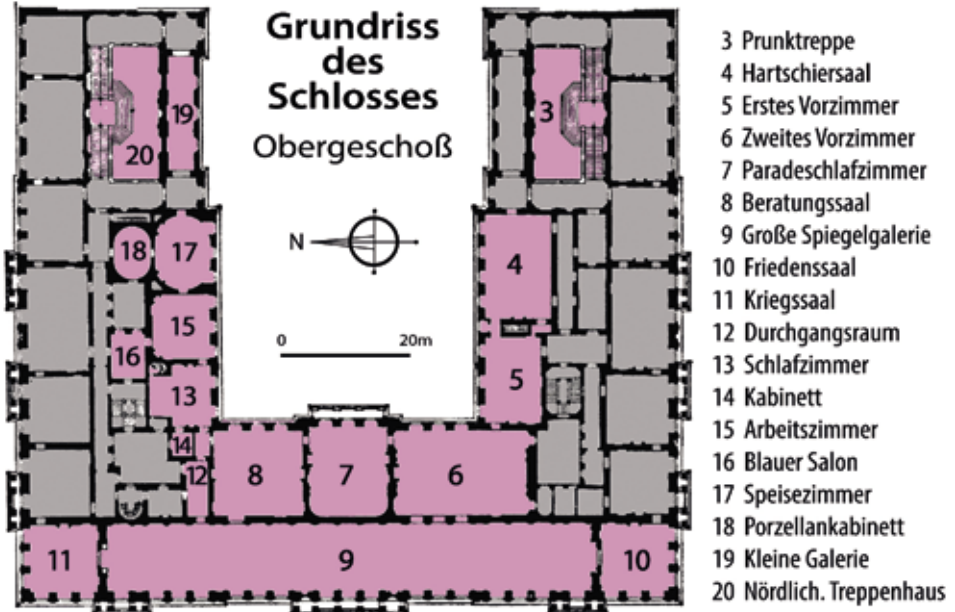 Grundriss
des
Schlosses
Obergeschoß
N
0 20m
3
4
5
6
7
8
9
10
11
12
13
14
15
16
17
18
19
20
3 Prunktreppe
4 Hartschiersaal
5 Erstes Vorzimmer
6 Zweites Vorzimmer
7 Paradeschlafzimmer
8 Beratungssaal
9 Große Spiegelgalerie
10 Friedenssaal
11 Kriegssaal
12 Durchgangsraum
13 Schlafzimmer
14 Kabinett
15 Arbeitszimmer
16 Blauer Salon
17 Speisezimmer
18 Porzellankabinett
19 Kleine Galerie
20 Nördlich. Treppenhaus